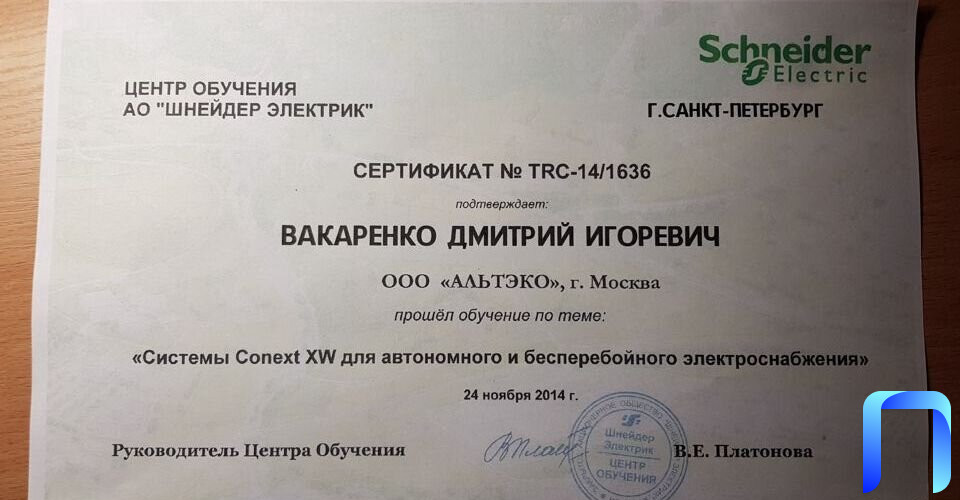 Schneider
Electric
ЦЕНТР ОБУЧЕНИЯ
АО "ШНЕЙДЕР ЭЛЕКТРИК"
Г.САНКТ-ПЕТЕРБУРГ
СЕРТИФИКАТ № TRC-14/1636
подтверждает:
ВАКАРЕНКО ДМИТРИЙ ИГОРЕВИЧ
ООО «АЛЬТЭКО», г. Москва
прошёл обучение по теме:
«Системы Conext XW для автономного и бесперебойного электроснабжения»
24 ноября 2014 г.
Руководитель Центра Обучения
В.Е. Платонова
Шнейдер
Электрик
ЦЕНТР
ОБУЧЕНИЯ